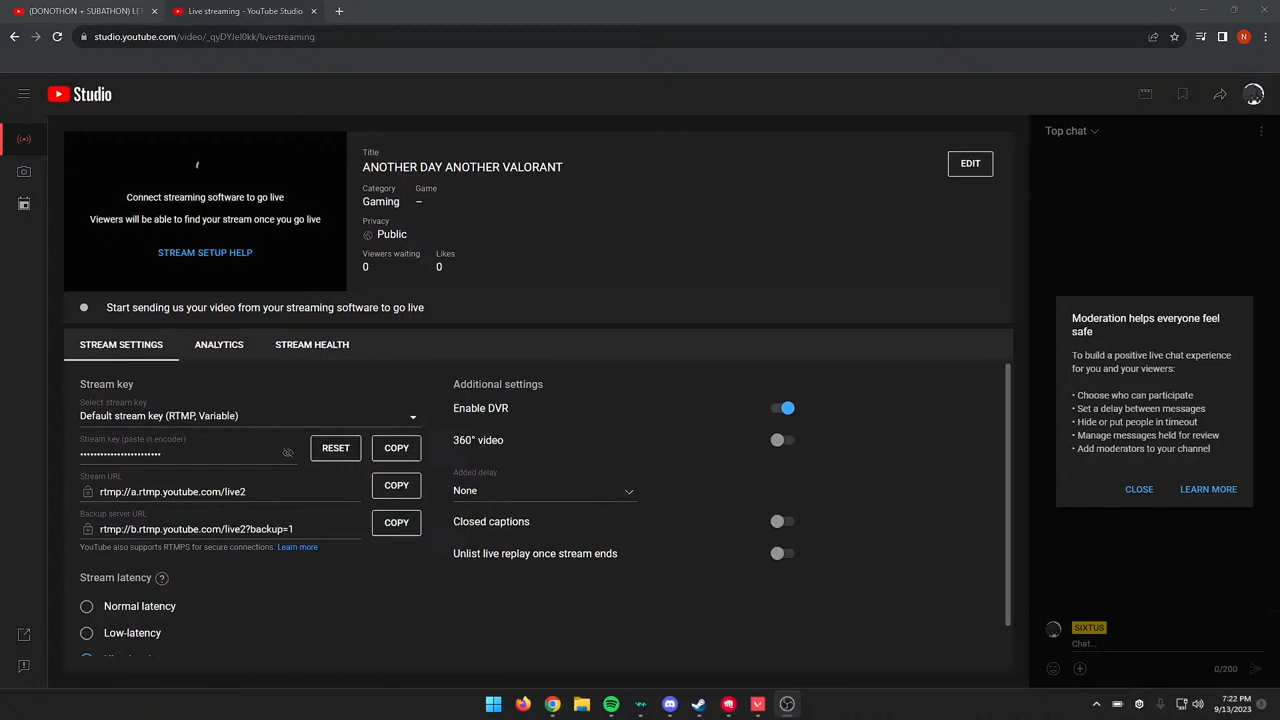 (DONOTHON + SUBATHON) LE
Live streaming - YouTube Studio
studio.youtube.com/video/_qyDYJel0kk/livestreaming
N
Studio
Connect streaming software to go live
Viewers will be able to find your stream once you go live
STREAM SETUP HELP
Title
ANOTHER DAY ANOTHER VALORANT
EDIT
Category Game
Gaming –
Privacy
Public
Viewers waiting Likes
0 0
Start sending us your video from your streaming software to go live
STREAM SETTINGS ANALYTICS STREAM HEALTH
Stream key
Select stream key
Default stream key (RTMP, Variable)
Stream key (paste in encoder)
••••••••••••••••••••••••
RESET COPY
Stream URL
rtmp://a.rtmp.youtube.com/live2
COPY
Backup server URL
rtmp://b.rtmp.youtube.com/live2?backup=1
COPY
YouTube also supports RTMPS for secure connections. Learn more
Stream latency ?
Normal latency
Low-latency
Additional settings
Enable DVR
360° video
Added delay
None
Closed captions
Unlist live replay once stream ends
Top chat
Moderation helps everyone feel
safe
To build a positive live chat experience
for you and your viewers:
• Choose who can participate
• Set a delay between messages
• Hide or put people in timeout
• Manage messages held for review
• Add moderators to your channel
CLOSE LEARN MORE
SIXTUS
Chat...
0/200
7:22 PM
9/13/2023